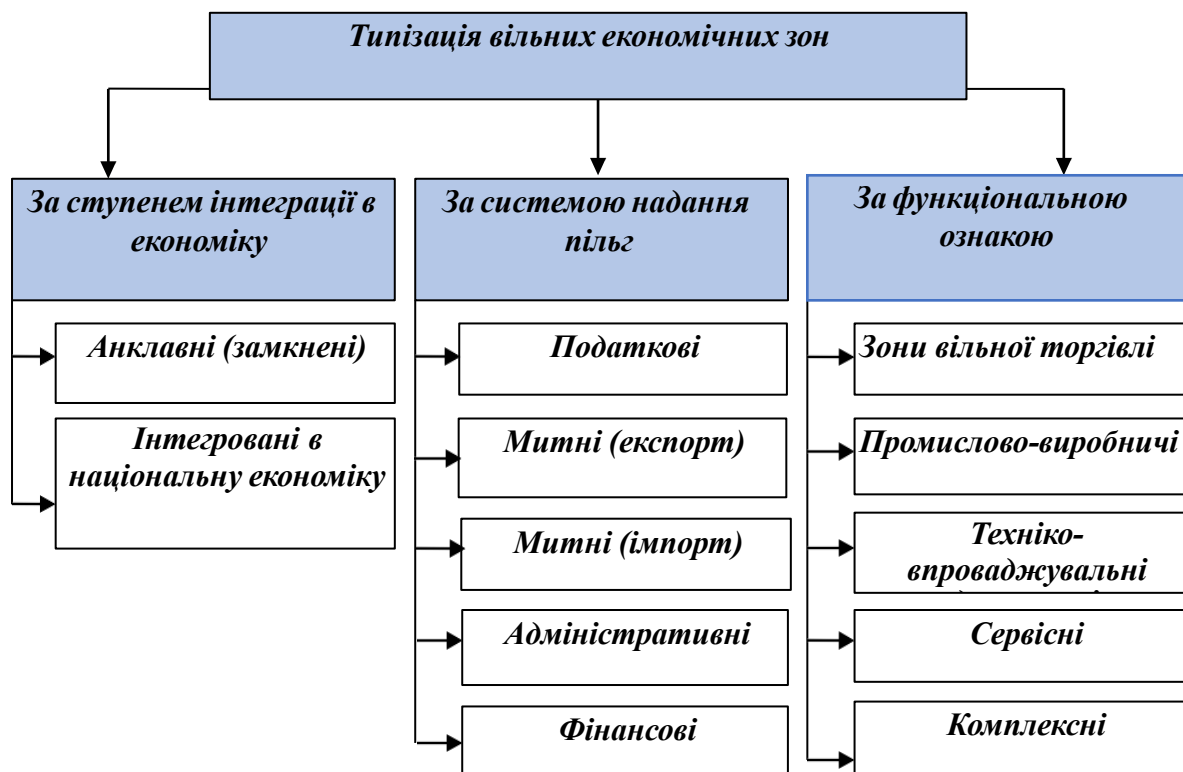 Типізація вільних економічних зон
За ступенем інтеграції в
економіку
Анклавні (замкнені)
Інтегровані в
національну економіку
За системою надання
пільг
Податкові
Митні (експорт)
Митні (імпорт)
Адміністративні
Фінансові
За функціональною
ознакою
Зони вільної торгівлі
Промислово-виробничі
Техніко-
впроваджувальні
Сервісні
Комплексні